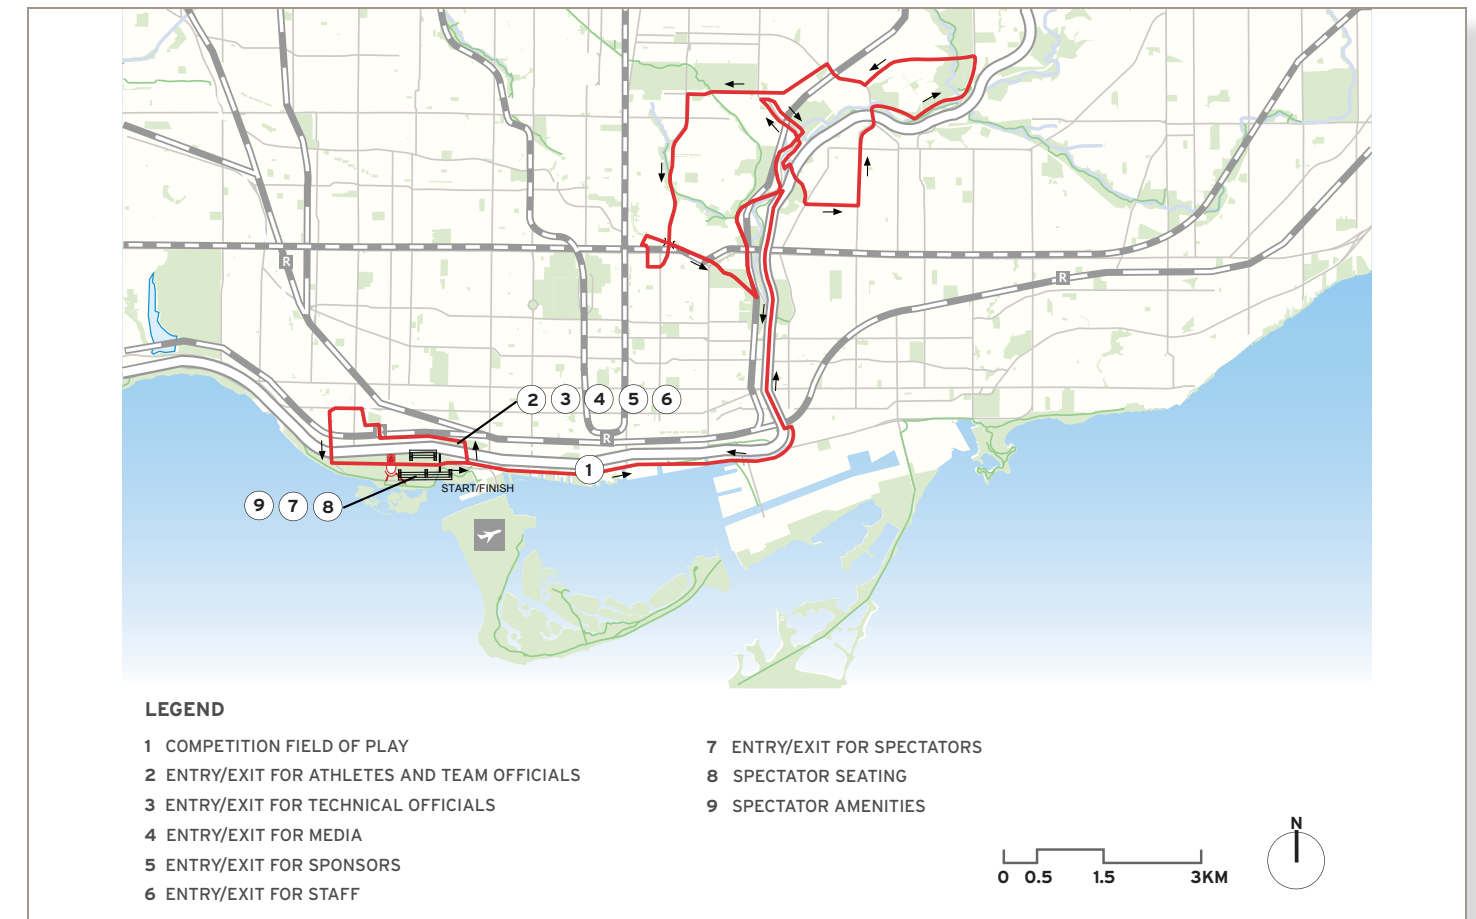 R
R
2 3 4 5 6
R
1
START/FINISH
9 7 8
LEGEND
1 COMPETITION FIELD OF PLAY
2 ENTRY/EXIT FOR ATHLETES AND TEAM OFFICIALS
3 ENTRY/EXIT FOR TECHNICAL OFFICIALS
4 ENTRY/EXIT FOR MEDIA
5 ENTRY/EXIT FOR SPONSORS
6 ENTRY/EXIT FOR STAFF
7 ENTRY/EXIT FOR SPECTATORS
8 SPECTATOR SEATING
9 SPECTATOR AMENITIES
N
0 0.5 1.5 3KM